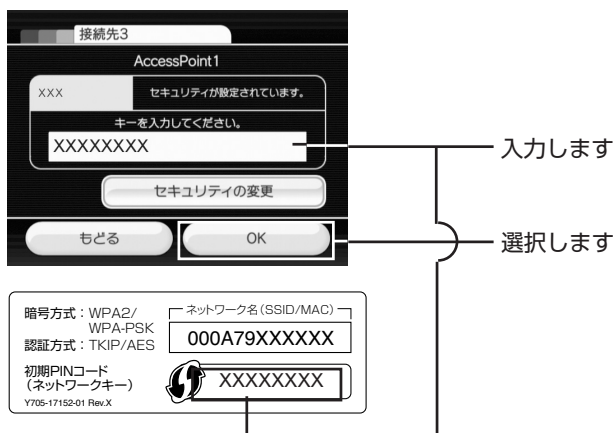 接続先3
AccessPoint1
XXX
セキュリティが設定されています。
キーを入力してください。
XXXXXXXX
入力します
セキュリティの変更
もどる
OK
選択します
暗号方式：WPA2/
WPA-PSK
認証方式：TKIP/AES
ネットワーク名（SSID/MAC）
000A79XXXXXX
初期PINコード
（ネットワークキー）
XXXXXXXX
Y705-17152-01 Rev.X